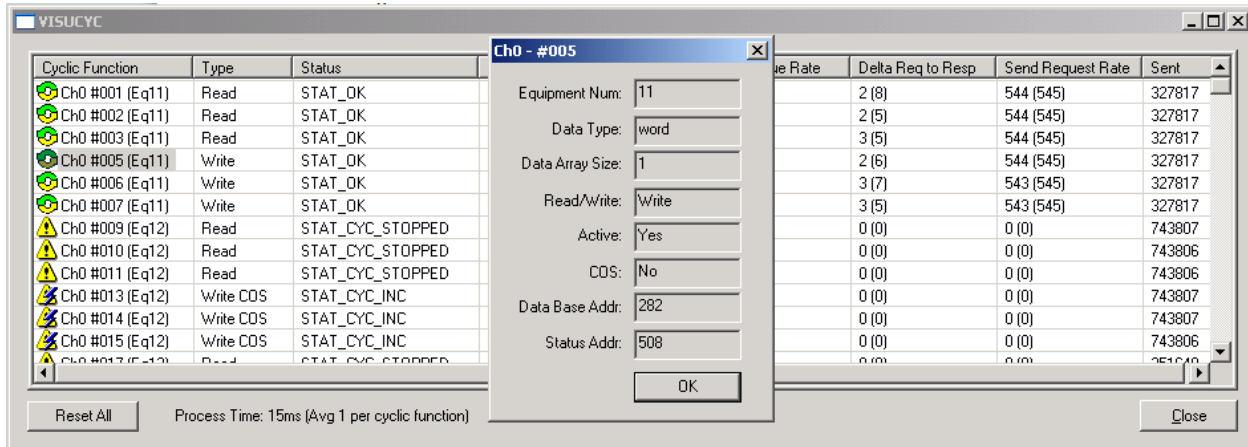 VISUCYC
Ch0 - #005
Cyclic Function Type Status ue Rate Delta Req to Resp Send Request Rate Sent
Ch0 #001 (Eq11) Read STAT_OK 2 (8) 544 (545) 327817
Ch0 #002 (Eq11) Read STAT_OK 2 (5) 544 (545) 327817
Ch0 #003 (Eq11) Read STAT_OK 3 (5) 544 (545) 327817
Ch0 #005 (Eq11) Write STAT_OK 2 (6) 544 (545) 327817
Ch0 #006 (Eq11) Write STAT_OK 3 (7) 543 (545) 327817
Ch0 #007 (Eq11) Write STAT_OK 3 (5) 543 (545) 327817
Ch0 #009 (Eq12) Read STAT_CYC_STOPPED 0 (0) 0 (0) 743807
Ch0 #010 (Eq12) Read STAT_CYC_STOPPED 0 (0) 0 (0) 743806
Ch0 #011 (Eq12) Read STAT_CYC_STOPPED 0 (0) 0 (0) 743806
Ch0 #013 (Eq12) Write COS STAT_CYC_INC 0 (0) 0 (0) 743807
Ch0 #014 (Eq12) Write COS STAT_CYC_INC 0 (0) 0 (0) 743807
Ch0 #015 (Eq12) Write COS STAT_CYC_INC 0 (0) 0 (0) 743806
Ch0 #017 (Eq12) Read STAT_CYC_STOPPED 0 (0) 0 (0)
Equipment Num: 11
Data Type: word
Data Array Size: 1
Read/Write: Write
Active: Yes
COS: No
Data Base Addr: 282
Status Addr: 508
OK
Reset All Process Time: 15ms (Avg 1 per cyclic function) Close